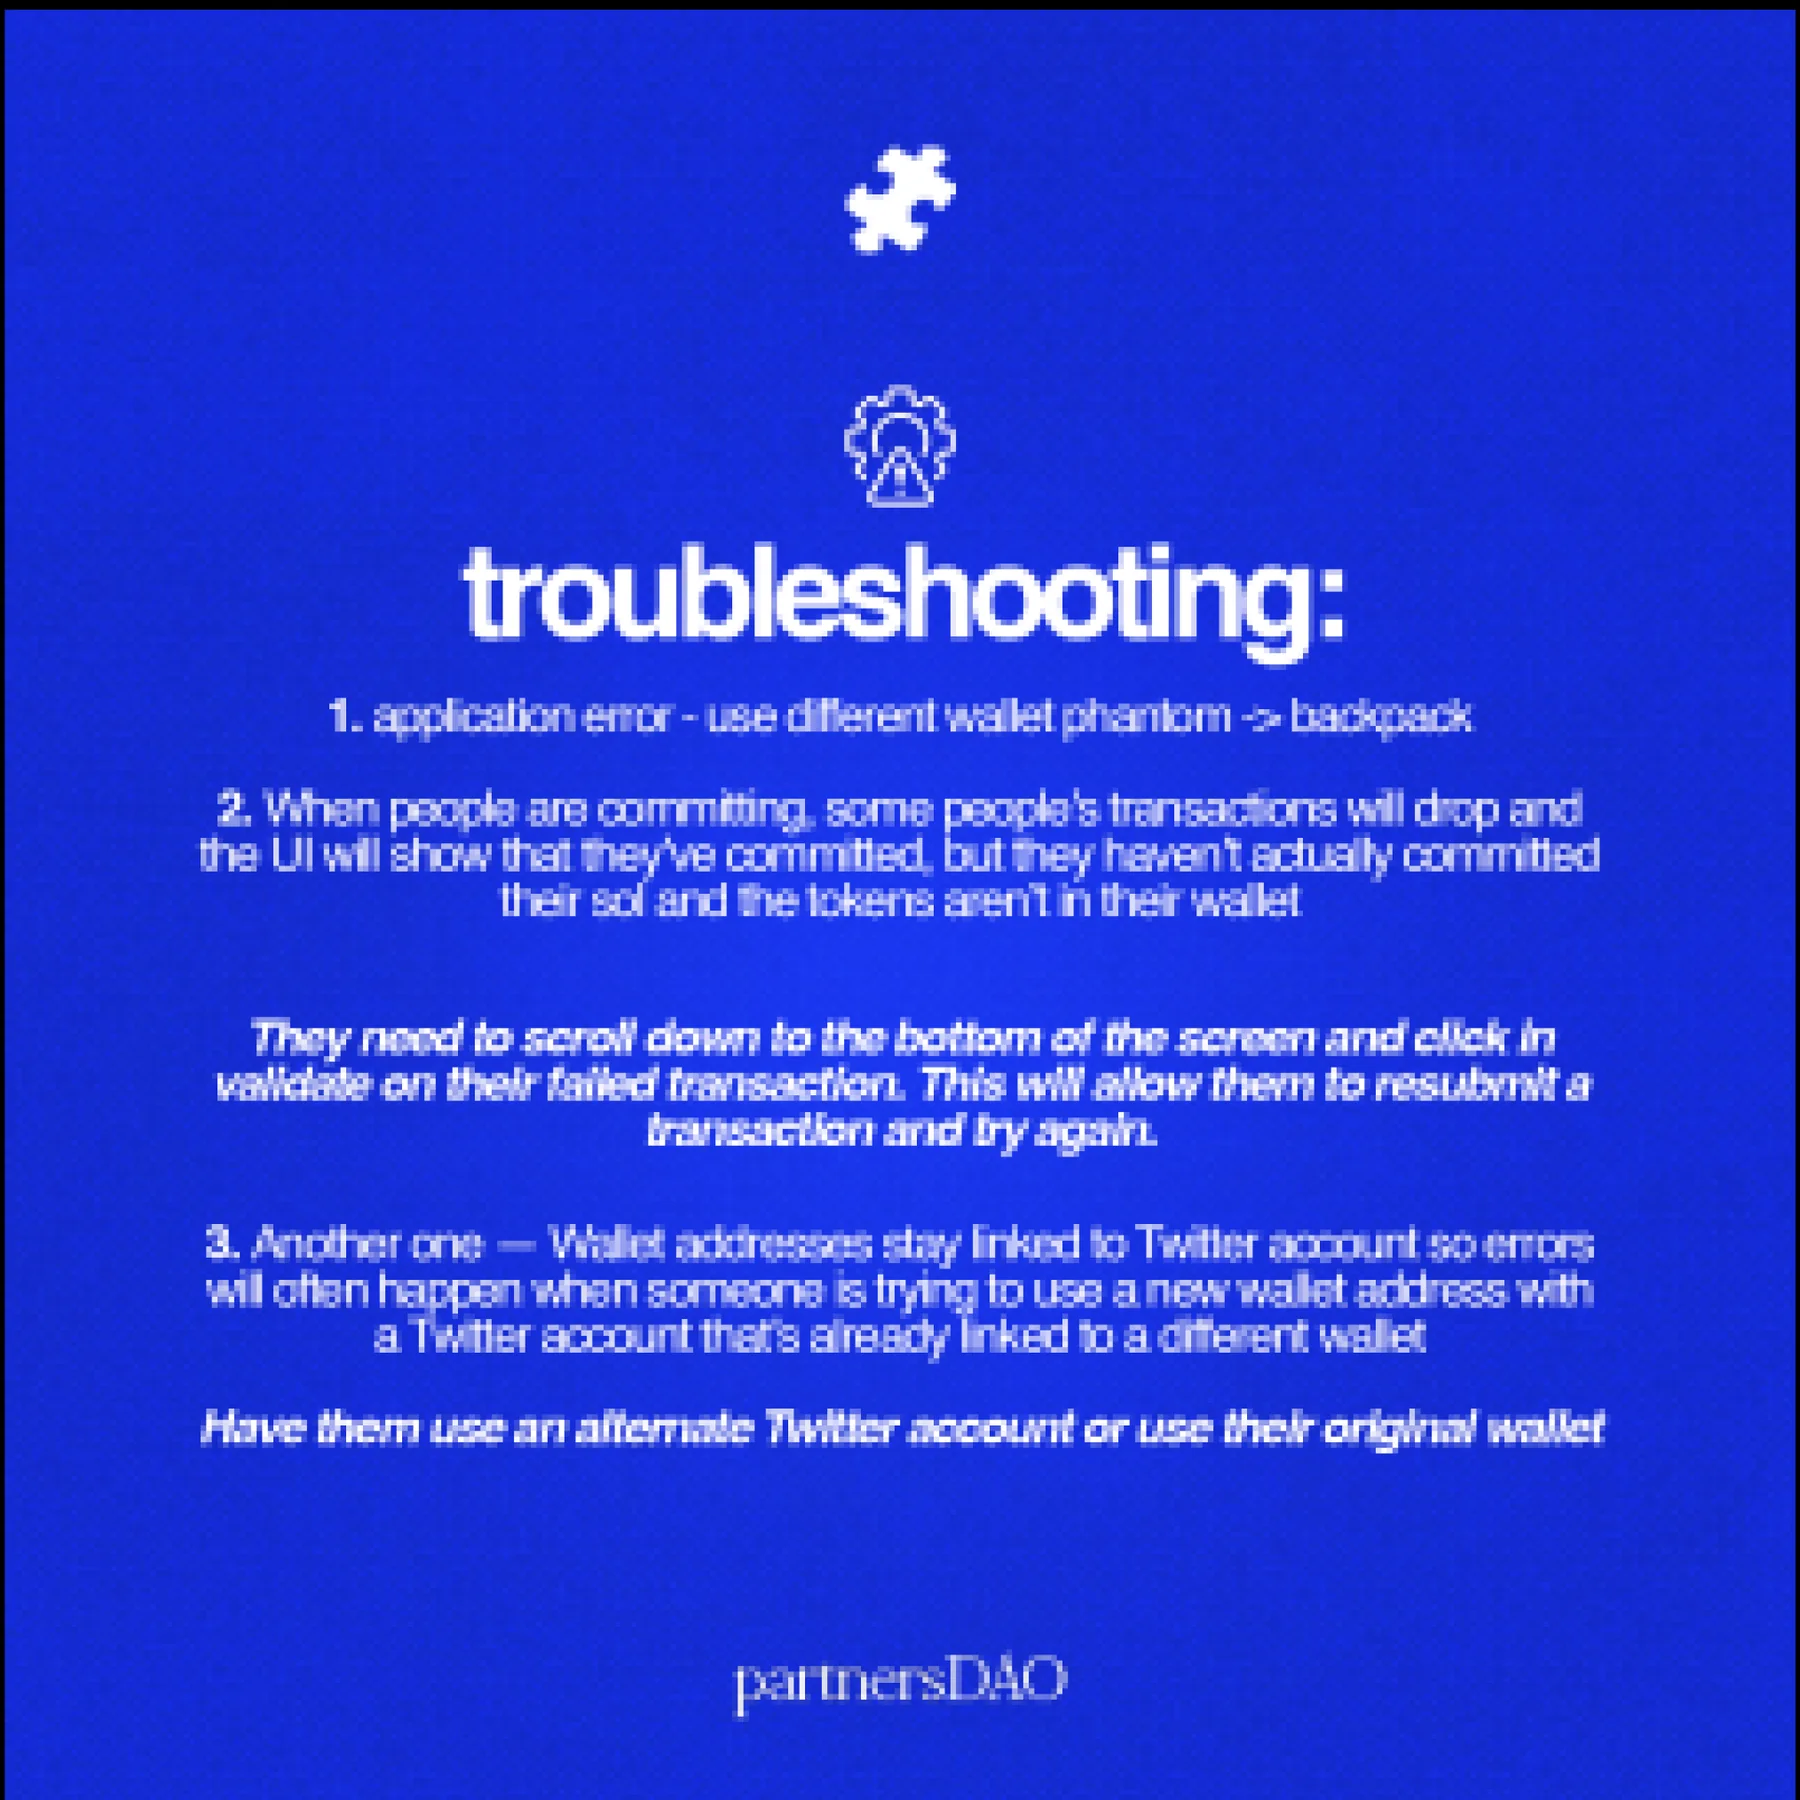 troubleshooting:
1. application error - use different wallet phantom -> backpack
2. When people are committing, some people's transactions will drop and
the UI will show that they've committed, but they haven't actually committed
their sol and the tokens aren't in their wallet
They need to scroll down to the bottom of the screen and click in
validate on their failed transaction. This will allow them to resubmit a
transaction and try again.
3. Another one — Wallet addresses stay linked to Twitter account so errors
will often happen when someone is trying to use a new wallet address with
a Twitter account that's already linked to a different wallet
Have them use an alternate Twitter account or use their original wallet
partnersDAO